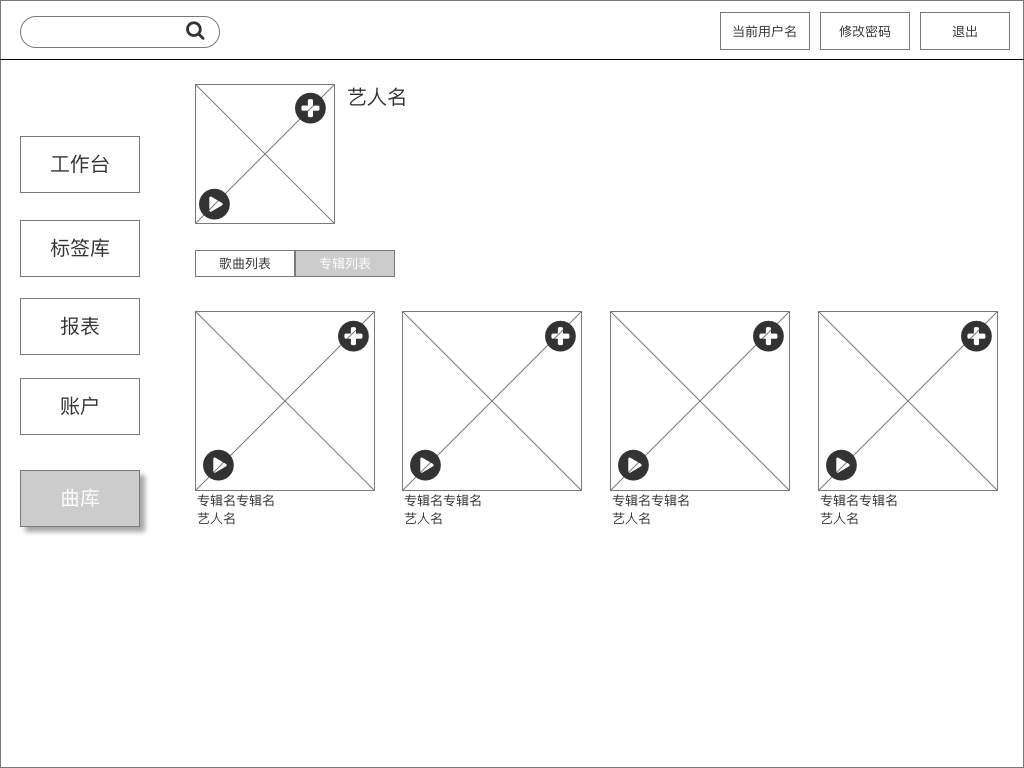 当前用户名
修改密码
退出
艺人名
工作台
标签库
报表
账户
曲库
歌曲列表
专辑列表
专辑名专辑名
艺人名
专辑名专辑名
艺人名
专辑名专辑名
艺人名
专辑名专辑名
艺人名